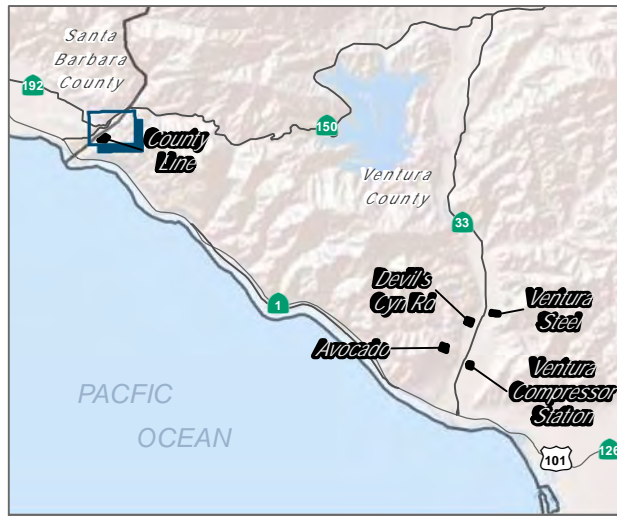 Santa
Barbara
County
192
County
Line
150
Ventura
County
33
Devil's
Cyn Rd
Ventura
Steel
1
Avocado
Ventura
Compressor
Station
PACFIC
OCEAN
101
126